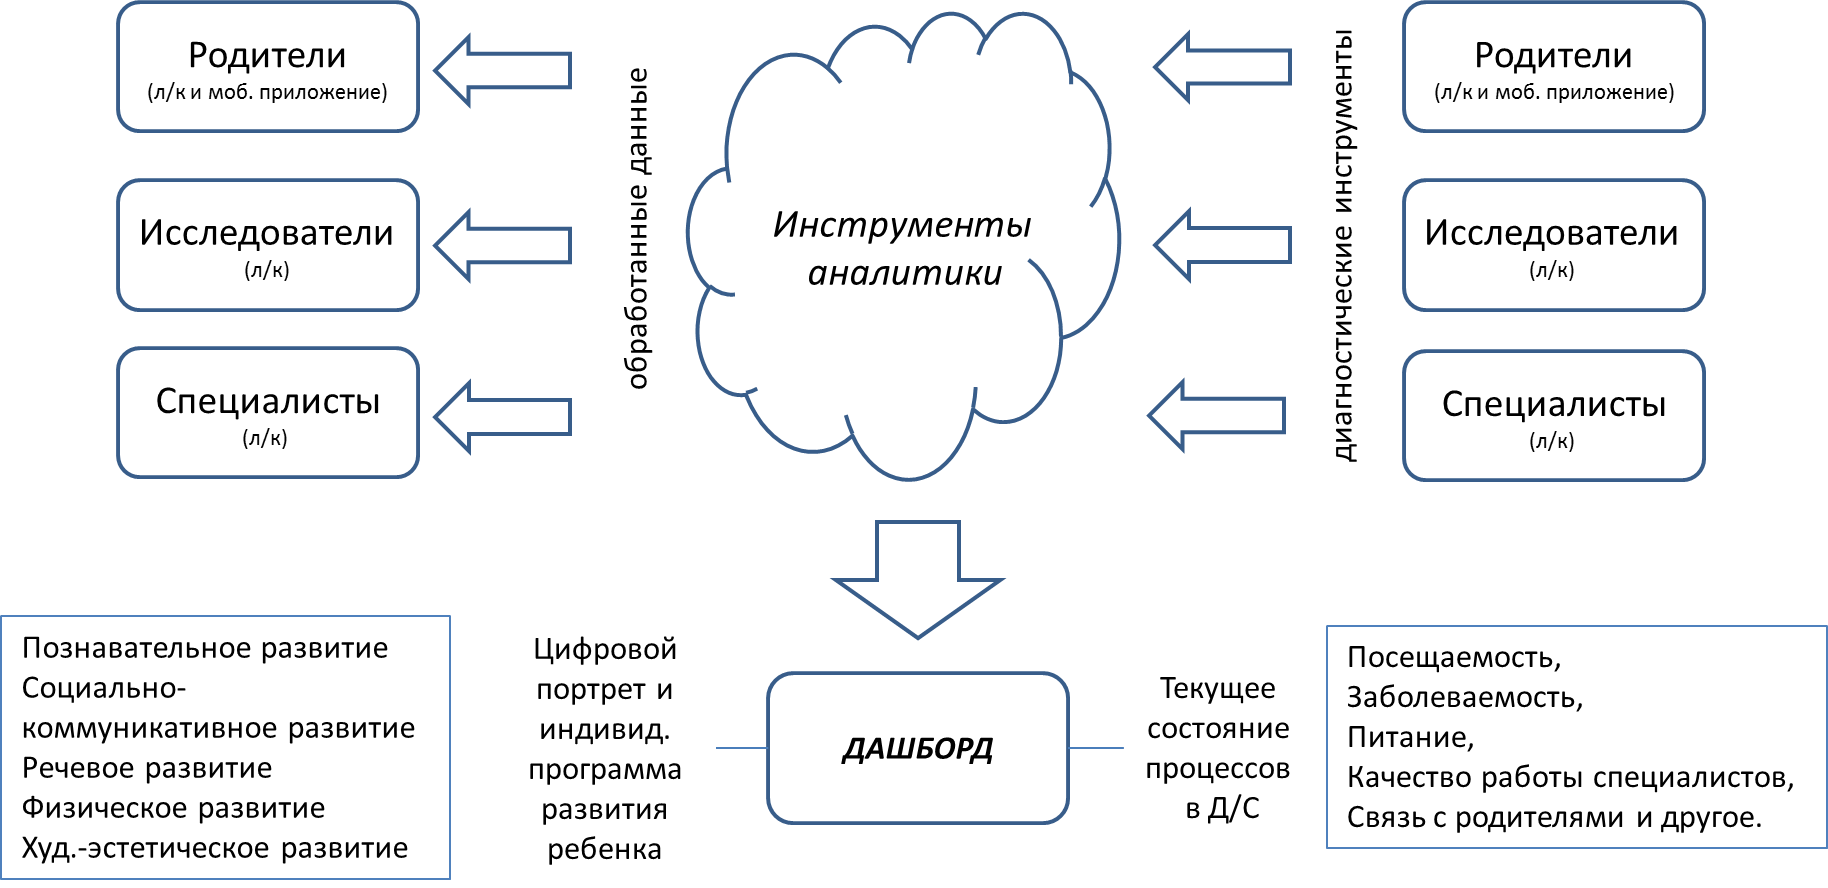 Родители
(л/к и моб. приложение)
Исследователи
(л/к)
Специалисты
(л/к)
обработанные данные
Инструменты
аналитики
диагностические инструменты
Родители
(л/к и моб. приложение)
Исследователи
(л/к)
Специалисты
(л/к)
Познавательное развитие
Социально-
коммуникативное развитие
Речевое развитие
Физическое развитие
Худ.-эстетическое развитие
Цифровой
портрет и
индивид.
программа
развития
ребенка
ДАШБОРД
Текущее
состояние
процессов
в Д/С
Посещаемость,
Заболеваемость,
Питание,
Качество работы специалистов,
Связь с родителями и другое.